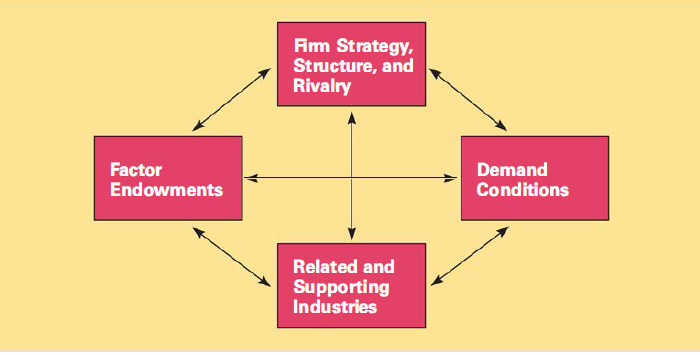 Firm Strategy,
Structure, and
Rivalry
Factor
Endowments
Demand
Conditions
Related and
Supporting
Industries